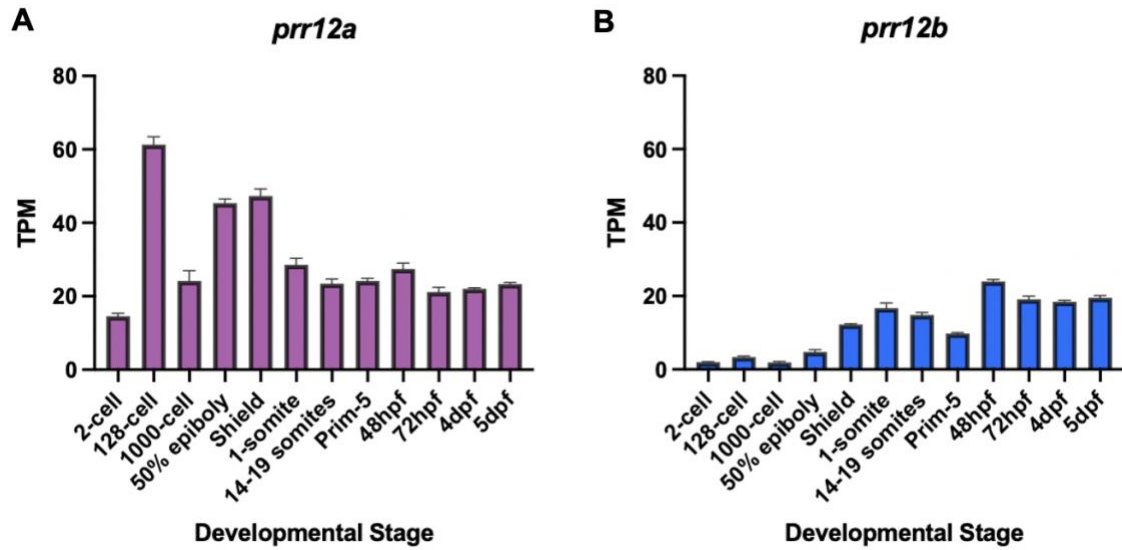 A
prr12a
80
60
40
20
0
TPM
2-cell
128-cell
1000-cell
50% epiboly
Shield
1-somite
14-19 somites
Prim-5
48hpf
72hpf
4dpf
5dpf
Developmental Stage
B
prr12b
80
60
40
20
0
TPM
2-cell
128-cell
1000-cell
50% epiboly
Shield
1-somite
14-19 somites
Prim-5
48hpf
72hpf
4dpf
5dpf
Developmental Stage